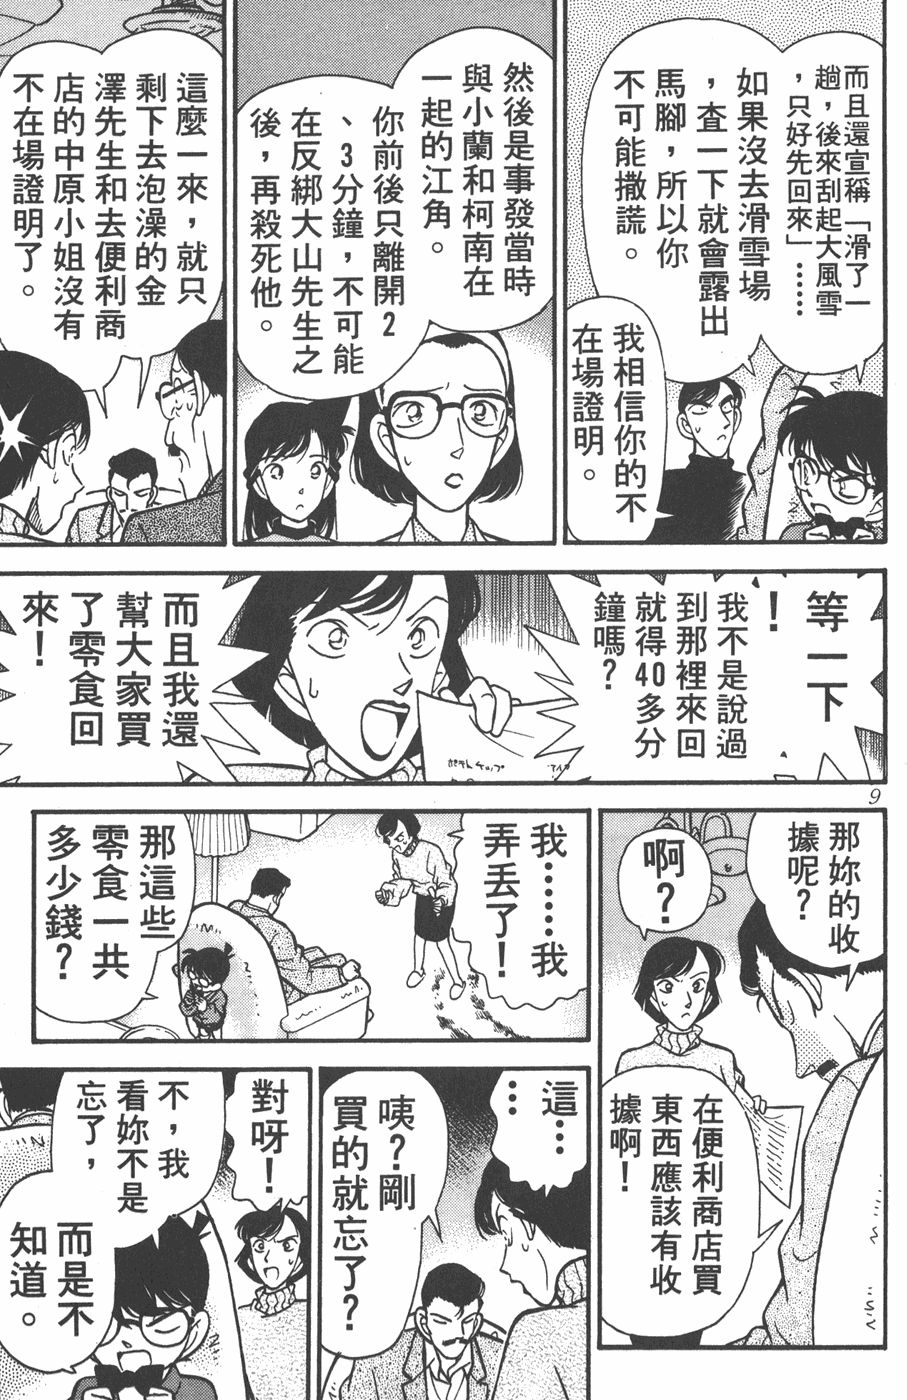 而且還宣稱「滑了一
趟，後來刮起大風雪
，只好先回來」……
如果沒去滑雪場
，查一下就會露出
馬腳，所以你
不可能撒謊。
我相信你的不
在場證明。
然後是事發當時
與小蘭和柯南在
一起的江角。
你前後只離開2
、3分鐘，不可能
在反綁大山先生之
後，再殺死他。
這麼一來，就只
剩下去泡澡的金
澤先生和去便利商
店的中原小姐沒有
不在場證明了。
等一下
！
我不是說過
到那裡來回
就得40多分
鐘嗎？
ポテトチップ
而且我還
幫大家買
了零食回
來！
9
那妳的收
據呢？
啊？
在便利商店買
東西應該有收
據啊！
我……我
弄丟了！
那這些
零食一共
多少錢？
這…
…
咦？剛
買的就忘了？
對呀！
不，我
看妳不是
忘了，
而是不
知道。